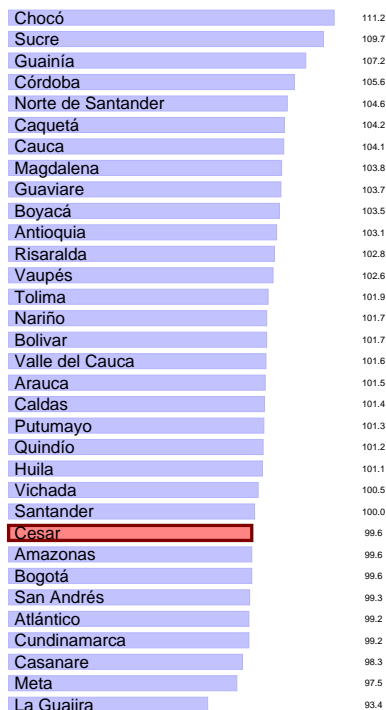 Chocó 111.2
Sucre 109.7
Guainía 107.2
Córdoba 105.6
Norte de Santander 104.6
Caquetá 104.2
Cauca 104.1
Magdalena 103.8
Guaviare 103.7
Boyacá 103.5
Antioquia 103.1
Risaralda 102.8
Vaupés 102.6
Tolima 101.9
Nariño 101.7
Bolivar 101.7
Valle del Cauca 101.6
Arauca 101.5
Caldas 101.4
Putumayo 101.3
Quindío 101.2
Huila 101.1
Vichada 100.5
Santander 100.0
Cesar 99.6
Amazonas 99.6
Bogotá 99.6
San Andrés 99.3
Atlántico 99.2
Cundinamarca 99.2
Casanare 98.3
Meta 97.5
La Guajira 93.4